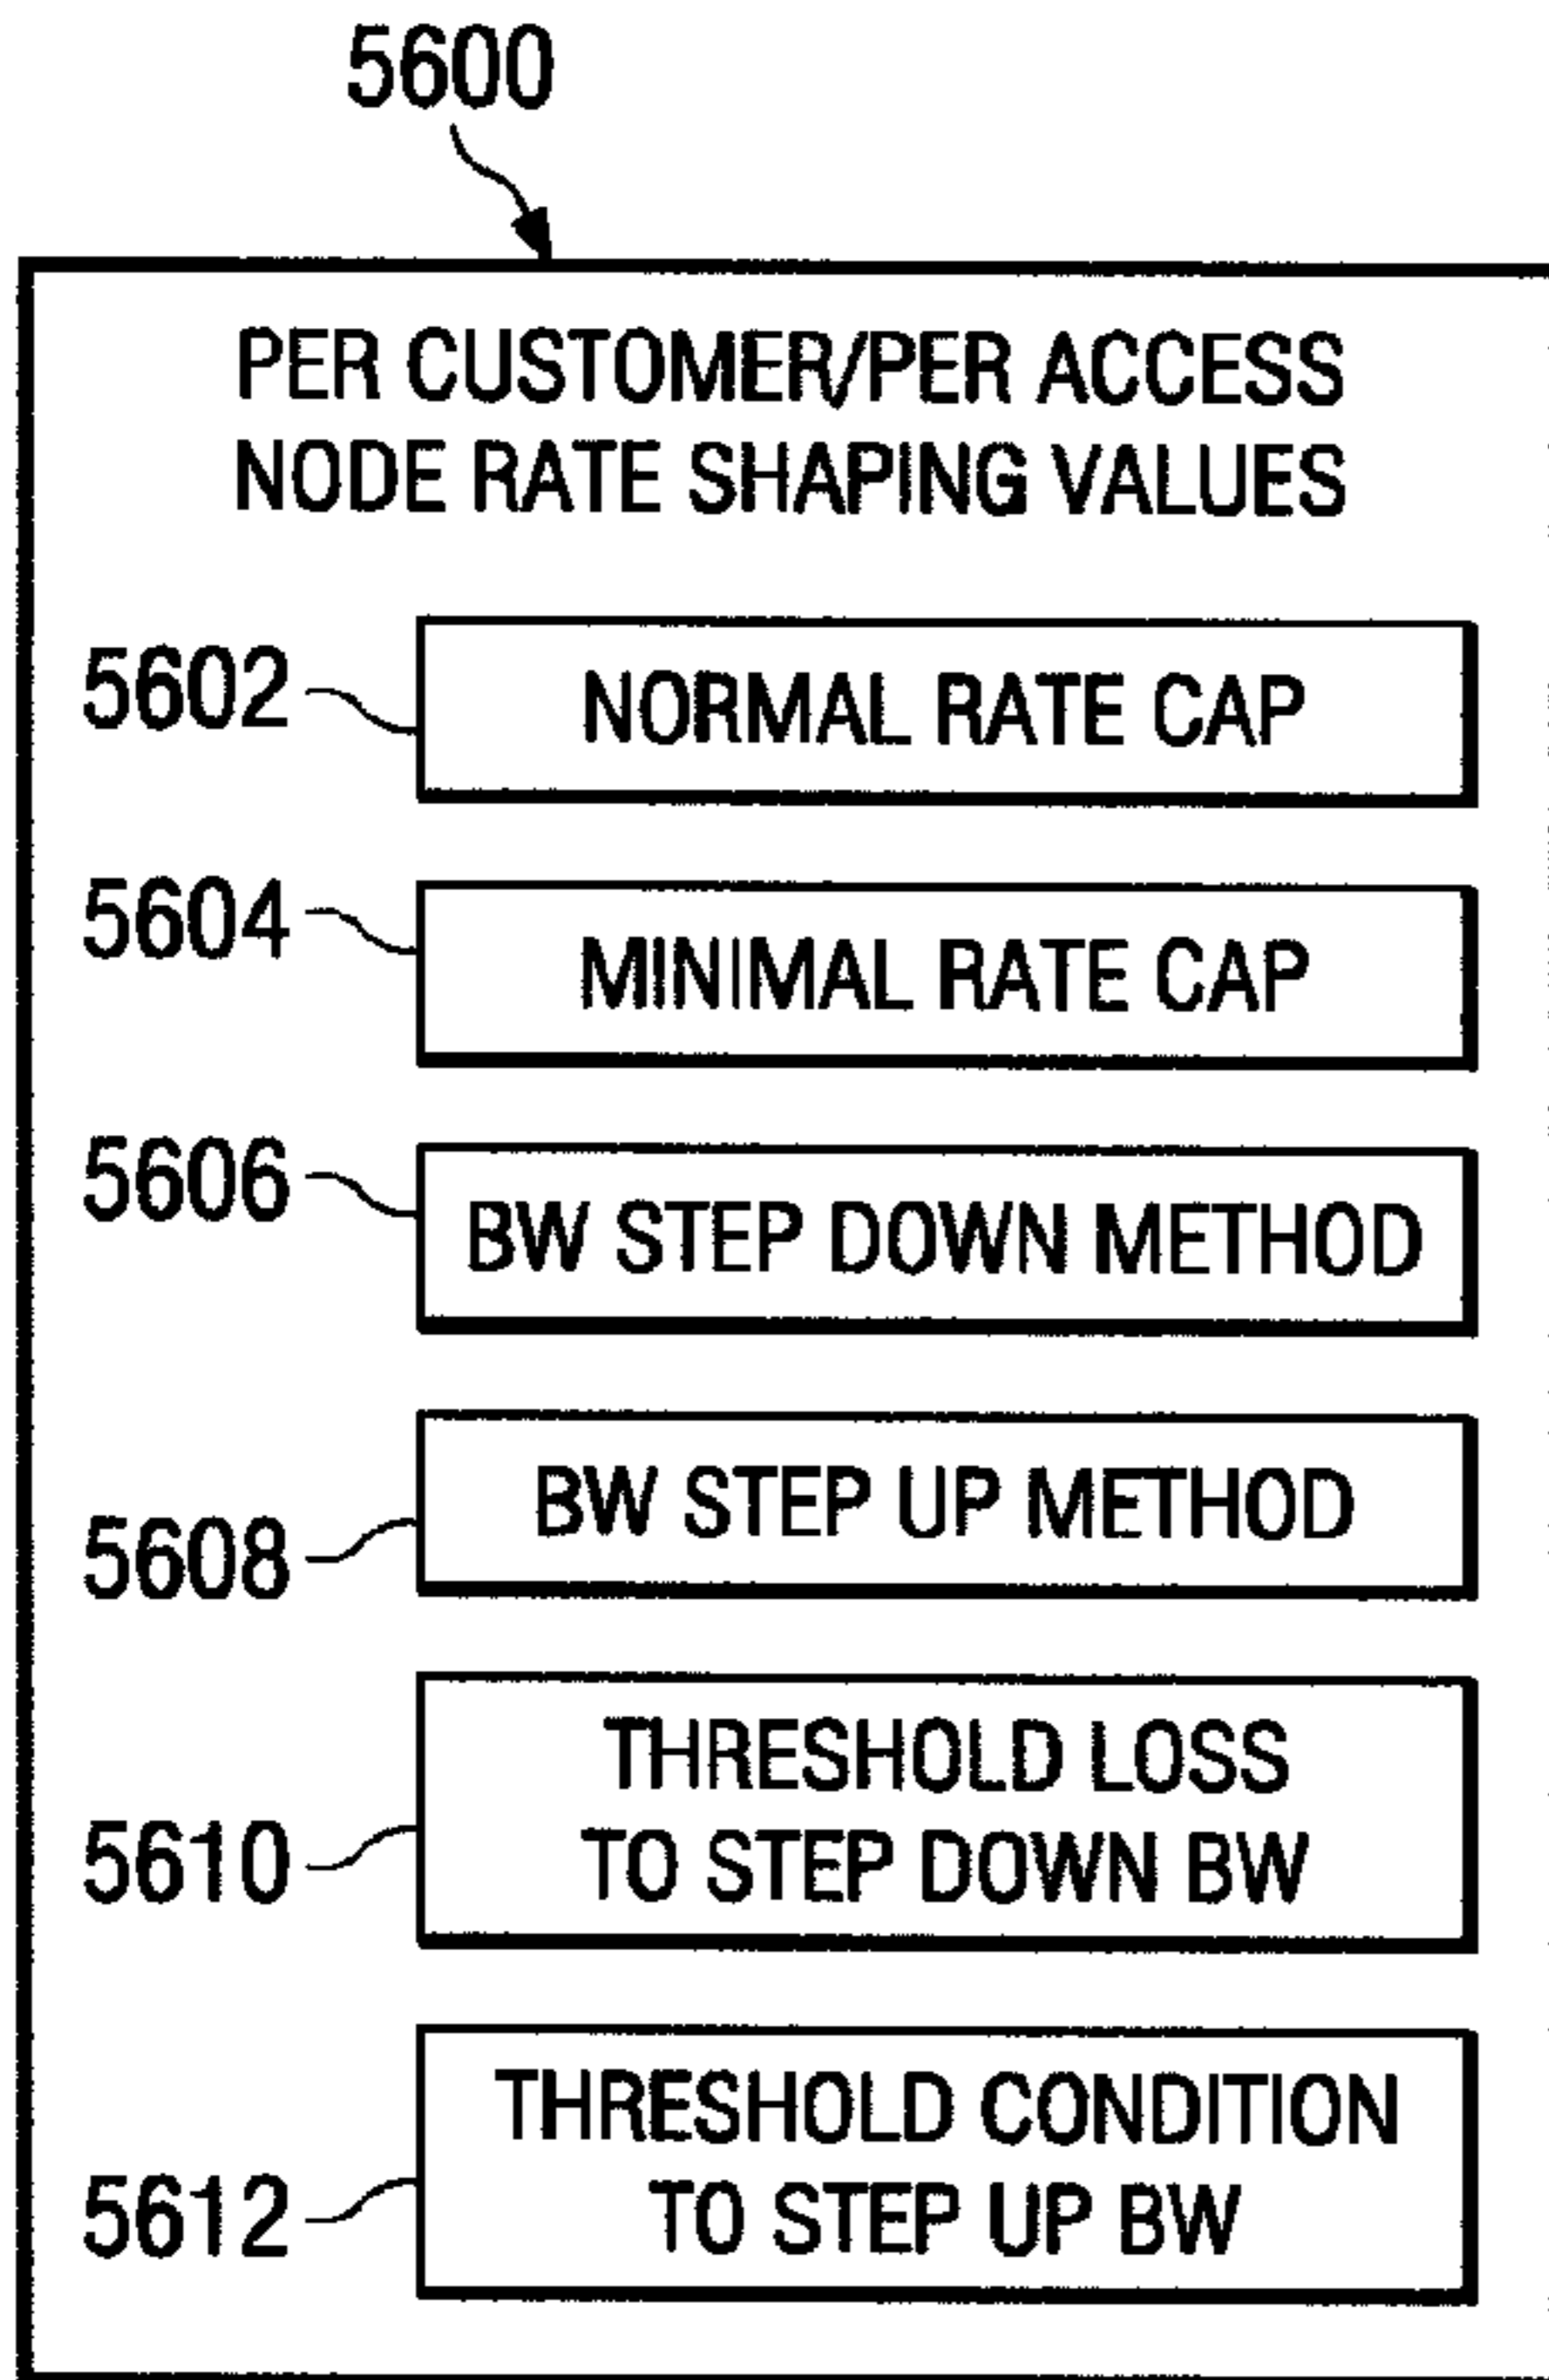 5600
PER CUSTOMER/PER ACCESS
NODE RATE SHAPING VALUES
5602
NORMAL RATE CAP
5604
MINIMAL RATE CAP
5606
BW STEP DOWN METHOD
5608
BW STEP UP METHOD
5610
THRESHOLD LOSS
TO STEP DOWN BW
5612
THRESHOLD CONDITION
TO STEP UP BW